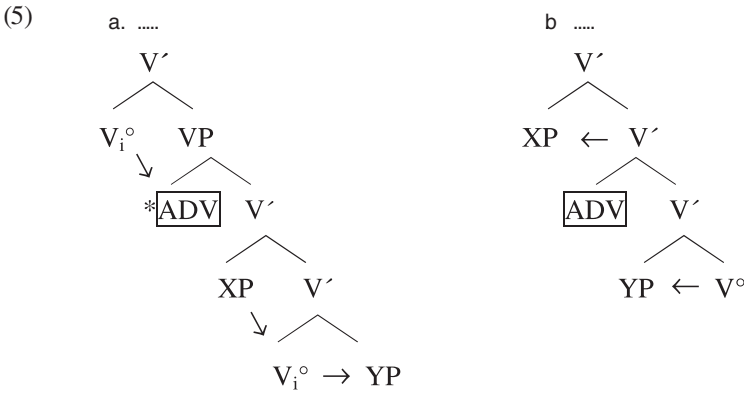 (5) a. ..... b .....
V´ V´
V_i° VP XP ← V´
↘
*ADV V´ ADV V´
XP V´ YP ← V°
↘
V_i° → YP